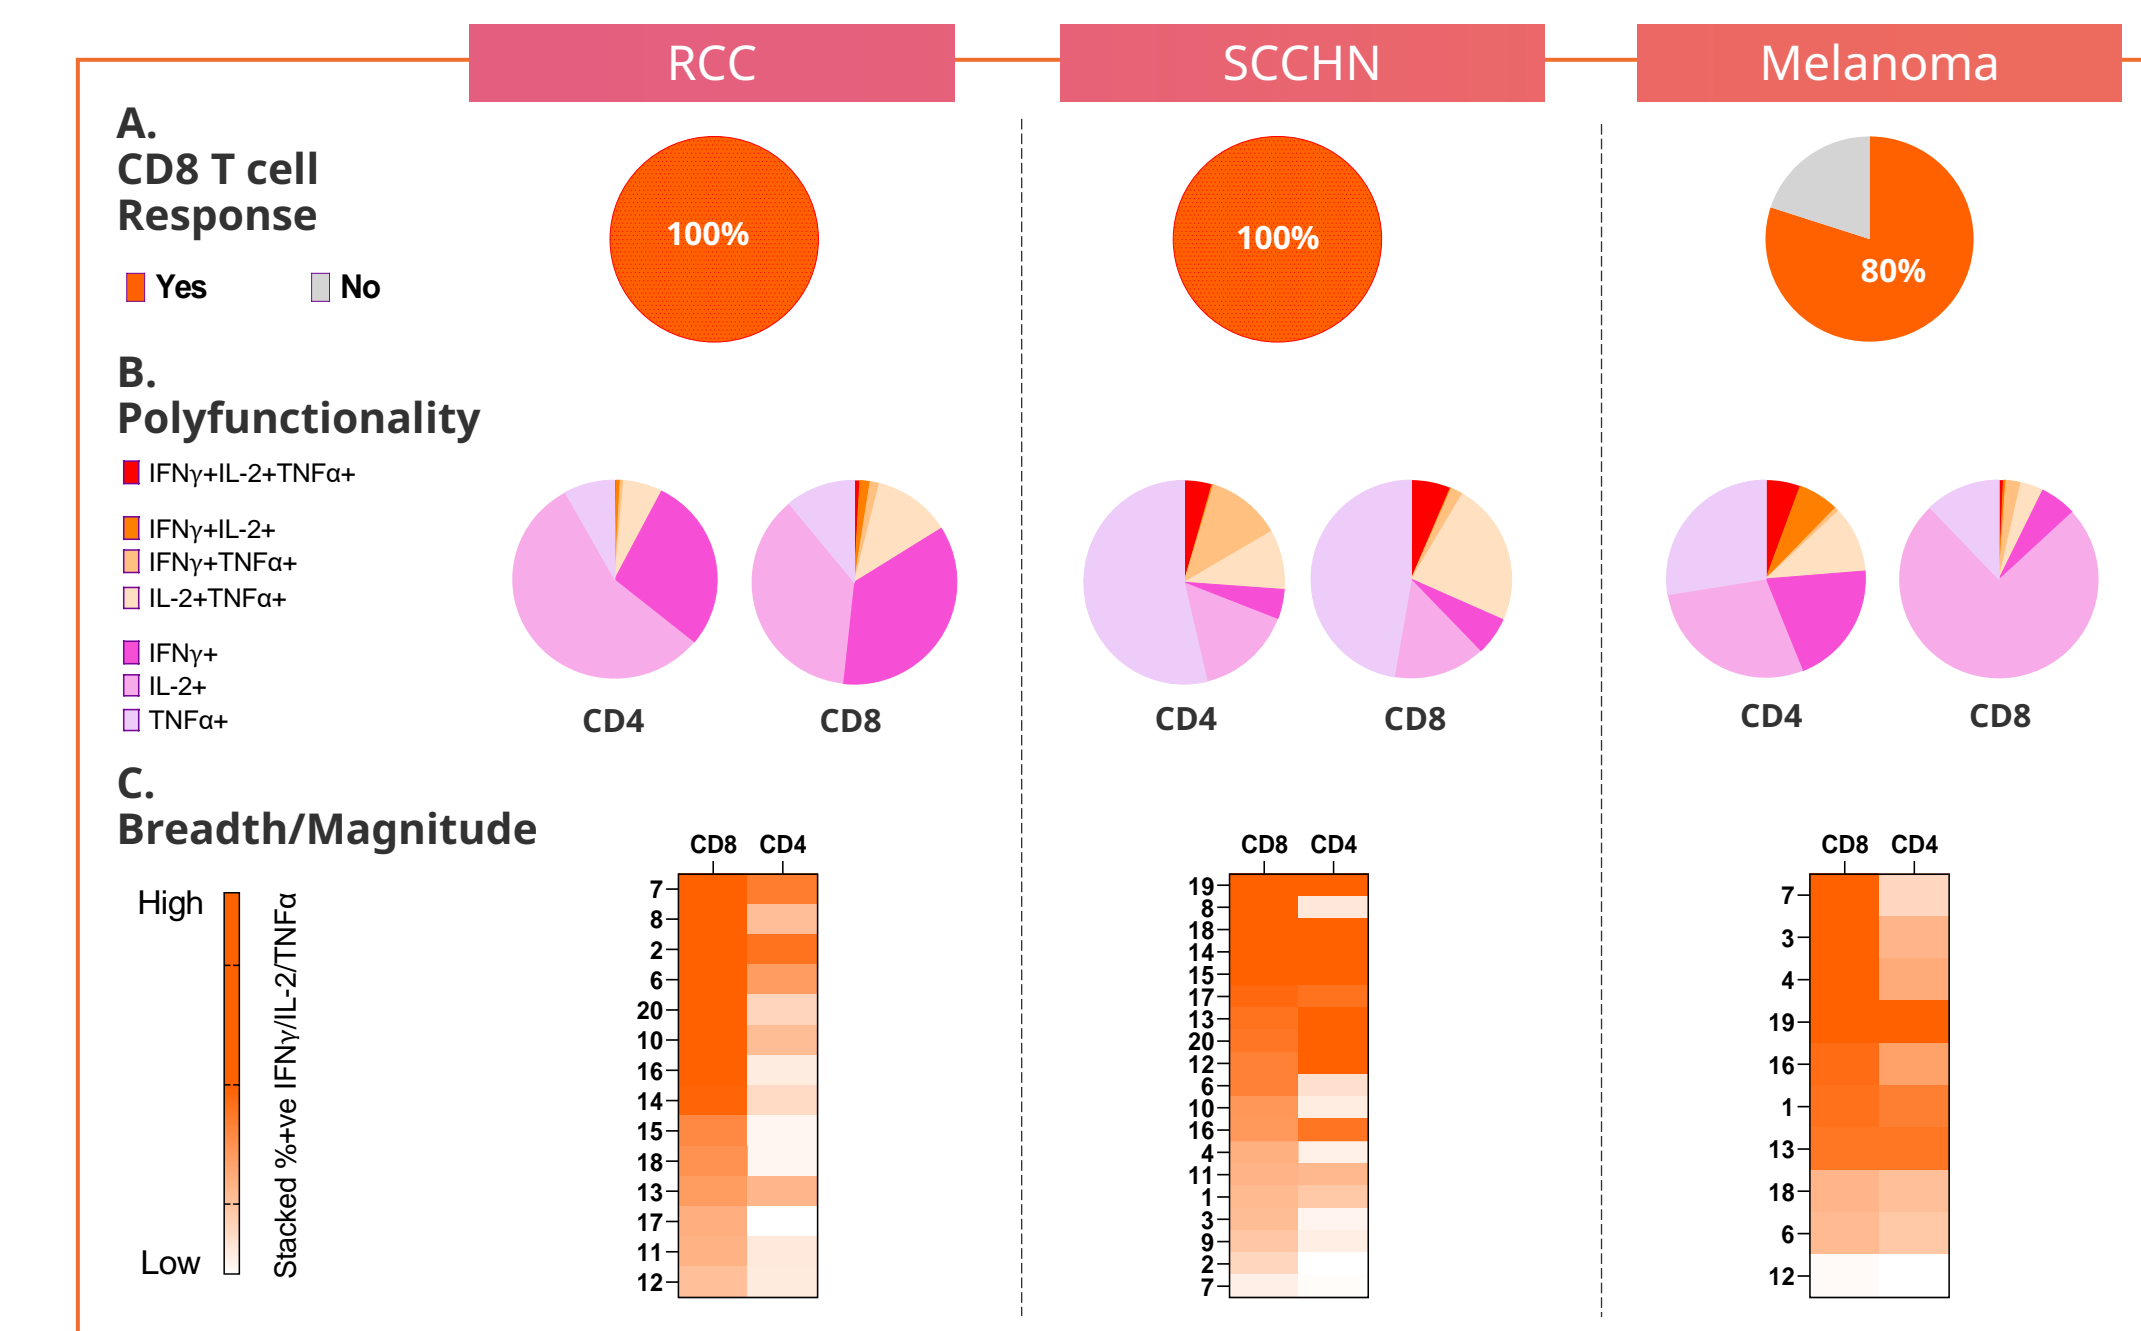 RCC
SCCHN
Melanoma
A.
CD8 T cell
Response
Yes
No
100%
100%
80%
B.
Polyfunctionality
IFNγ+IL-2+TNFα+
IFNγ+IL-2+
IFNγ+TNFα+
IL-2+TNFα+
IFNγ+
IL-2+
TNFα+
CD4
CD8
CD4
CD8
CD4
CD8
C.
Breadth/Magnitude
High
Low
Stacked %+ve IFNγ/IL-2/TNFα
CD8 CD4
7
8
2
6
20
10
16
14
15
18
13
17
11
12
CD8 CD4
19
8
18
14
15
17
13
20
12
6
10
16
4
11
1
3
9
2
7
CD8 CD4
7
3
4
19
16
1
13
18
6
12